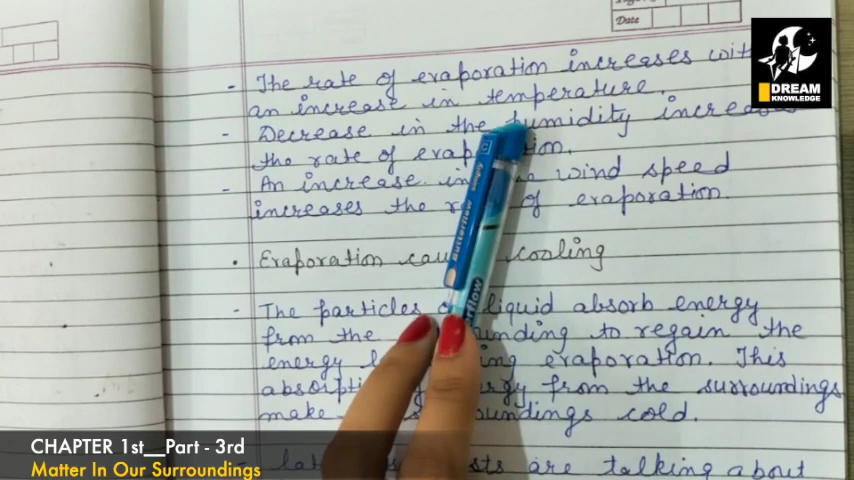 Date
DREAM
KNOWLEDGE
- The rate of evaporation increases with
an increase in temperature.
- Decrease in the humidity increases
the rate of
- An increase in wind speed
increases the of evaporation.
• Evaporation cooling
- The particles liquid absorb energy
from the to regain the
energy evaporation. This
from the surroundings
make cold.
are talking about
Butterflow
simply
CHAPTER 1st__Part - 3rd
Matter In Our Surroundings